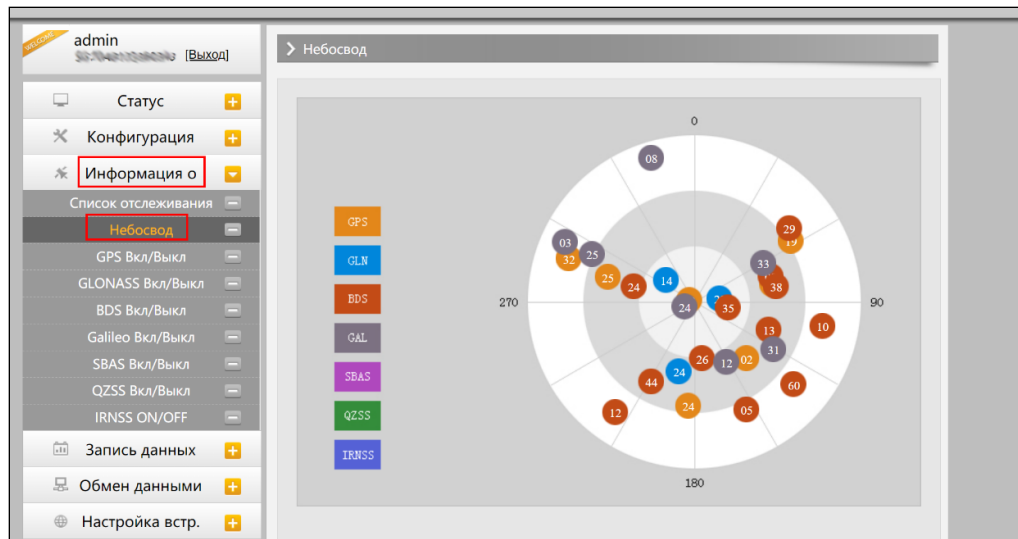 WELCOME
admin
[Выход]
Статус
Конфигурация
Информация о
Список отслеживания
Небосвод
GPS Вкл/Выкл
GLONASS Вкл/Выкл
BDS Вкл/Выкл
Galileo Вкл/Выкл
SBAS Вкл/Выкл
QZSS Вкл/Выкл
IRNSS ON/OFF
Запись данных
Обмен данными
Настройка встр.
Небосвод
GPS
GLN
BDS
GAL
SBAS
QZSS
IRNSS
0
08
29
19
03
32
25
33
25
14
24
38
270
24
35
90
13
10
31
26
12
02
24
44
60
24
05
12
180